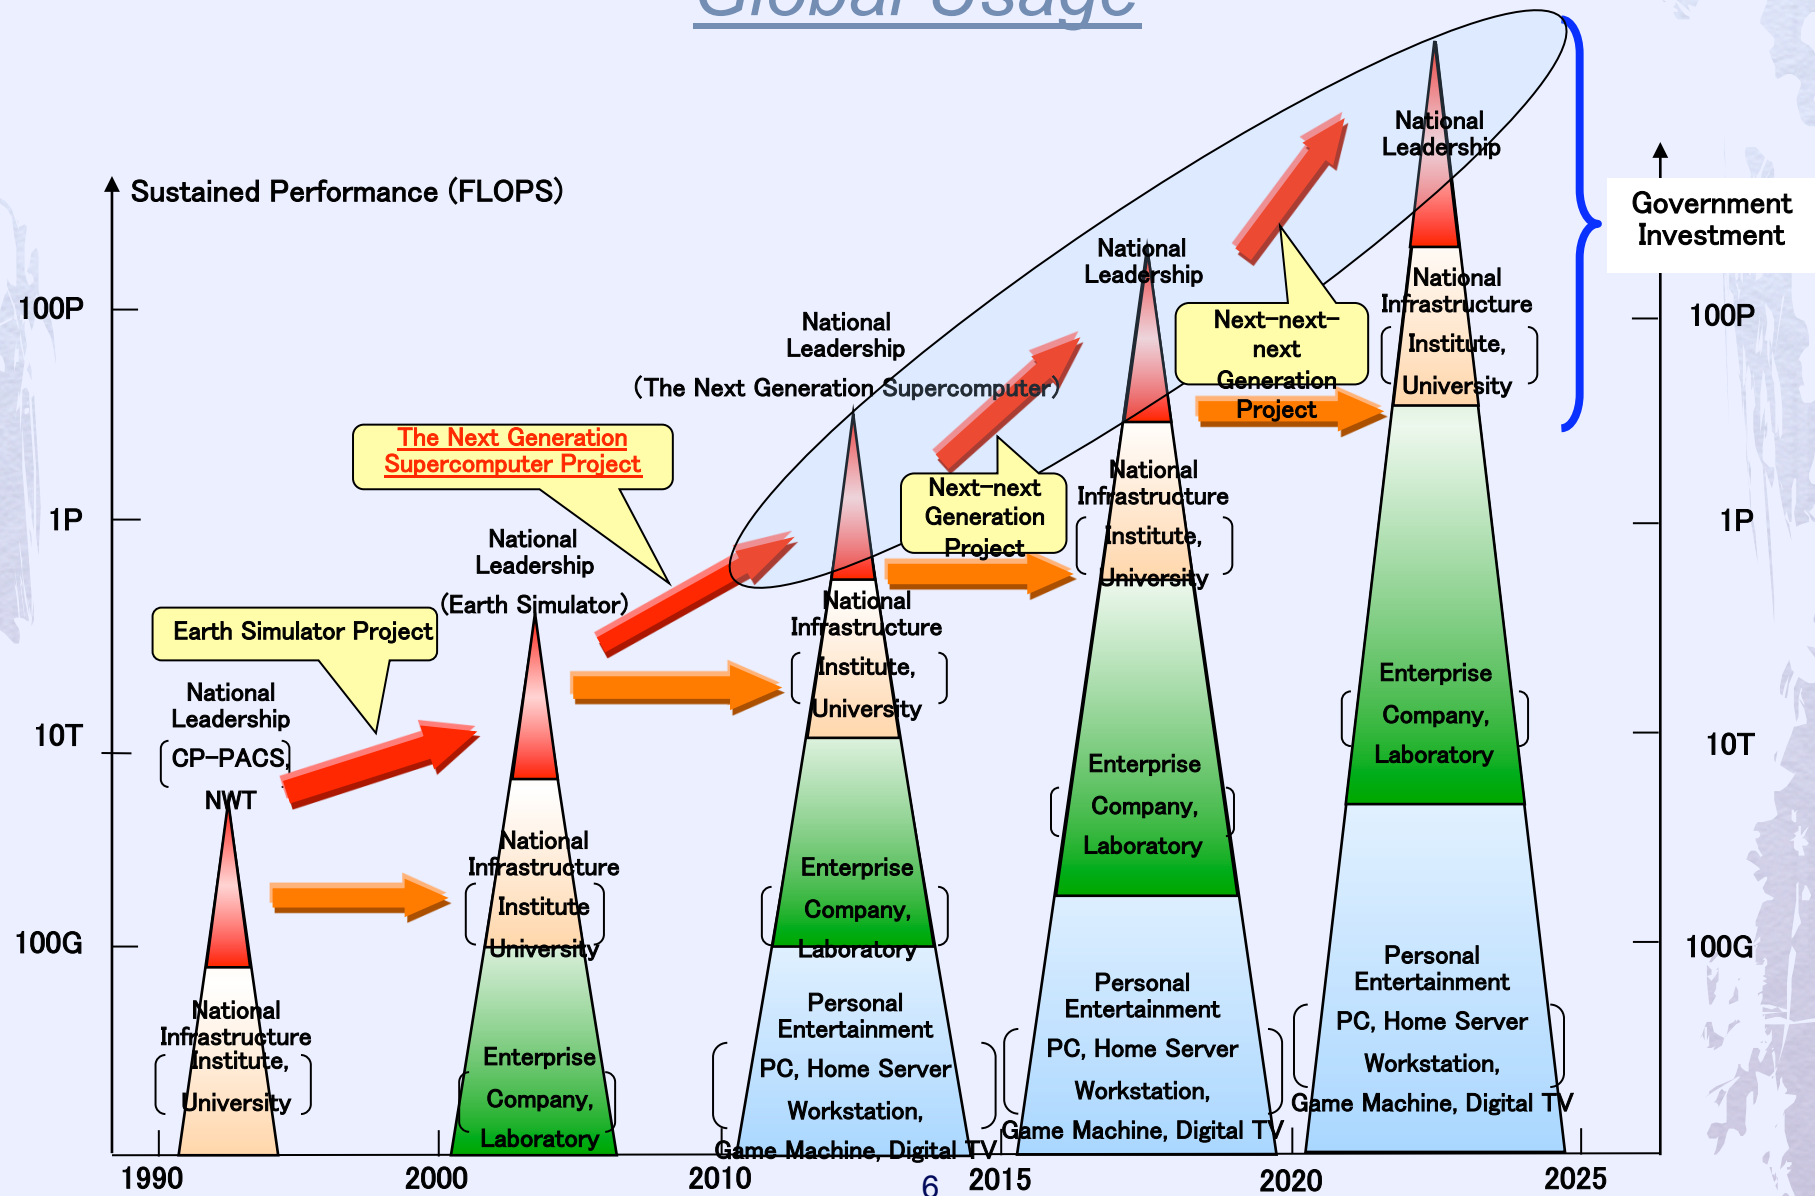 Global Usage
Sustained Performance (FLOPS)
100P
1P
10T
100G
Earth Simulator Project
National
Leadership
CP-PACS,
NWT
National
Infrastructure
Institute,
University
The Next Generation
Supercomputer Project
National
Leadership
(Earth Simulator)
National
Infrastructure
Institute
University
Enterprise
Company,
Laboratory
National
Leadership
(The Next Generation Supercomputer)
National
Infrastructure
Institute,
University
Enterprise
Company,
Laboratory
Personal
Entertainment
PC, Home Server
Workstation,
Game Machine, Digital TV
Next-next
Generation
Project
National
Leadership
National
Infrastructure
Institute,
University
Enterprise
Company,
Laboratory
Personal
Entertainment
PC, Home Server
Workstation,
Game Machine, Digital TV
Next-next-
next
Generation
Project
National
Leadership
National
Infrastructure
Institute,
University
Enterprise
Company,
Laboratory
Personal
Entertainment
PC, Home Server
Workstation,
Game Machine, Digital TV
Government
Investment
100P
1P
10T
100G
1990
2000
2010
2015
2020
2025
6